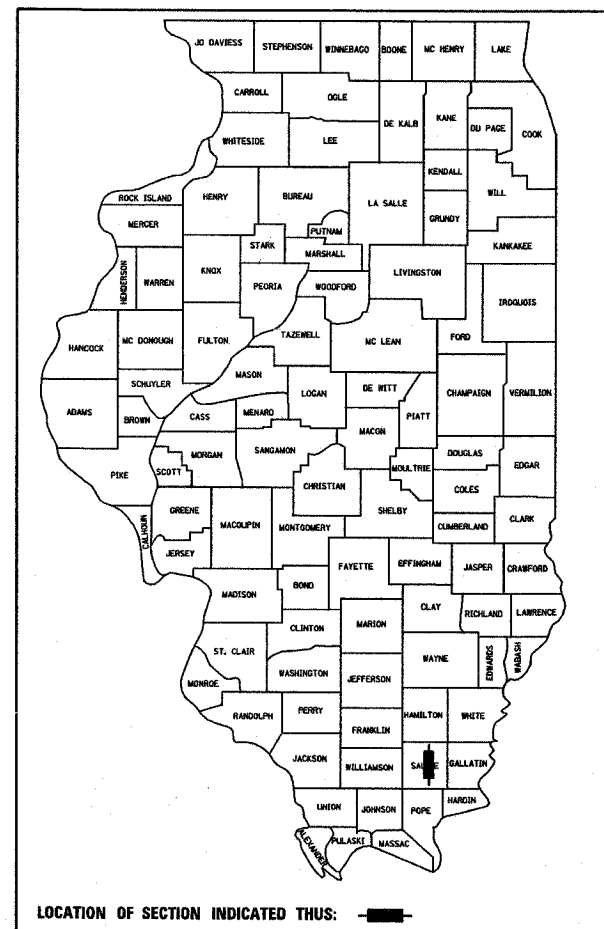 JO DAVIESS
STEPHENSON
WINNEBAGO
BOONE
MC HENRY
LAKE
CARROLL
OGLE
DE KALB
KANE
DU PAGE
COOK
WHITESIDE
LEE
KENDALL
WILL
ROCK ISLAND
HENRY
BUREAU
LA SALLE
GRUNDY
MERCER
PUTNAM
STARK
MARSHALL
KANKAKEE
HENDERSON
WARREN
KNOX
PEORIA
WOODFORD
LIVINGSTON
IROQUOIS
HANCOCK
MC DONOUGH
FULTON
TAZEWELL
MC LEAN
FORD
SCHUYLER
MASON
LOGAN
DE WITT
CHAMPAIGN
VERMILION
ADAMS
BROWN
CASS
MENARD
MACON
PIATT
PIKE
SCOTT
MORGAN
SANGAMON
CHRISTIAN
MOULTRIE
DOUGLAS
EDGAR
COLES
SHELBY
CALHOUN
GREENE
MACOUPIN
MONTGOMERY
CUMBERLAND
CLARK
JERSEY
FAYETTE
EFFINGHAM
JASPER
CRAWFORD
MADISON
BOND
CLAY
RICHLAND
LAWRENCE
CLINTON
MARION
ST. CLAIR
WAYNE
EDWARDS
WABASH
WASHINGTON
JEFFERSON
MONROE
RANDOLPH
PERRY
HAMILTON
WHITE
FRANKLIN
JACKSON
WILLIAMSON
GALLATIN
UNION
JOHNSON
POPE
HARDIN
ALEXANDER
PULASKI
MASSAC
LOCATION OF SECTION INDICATED THUS: